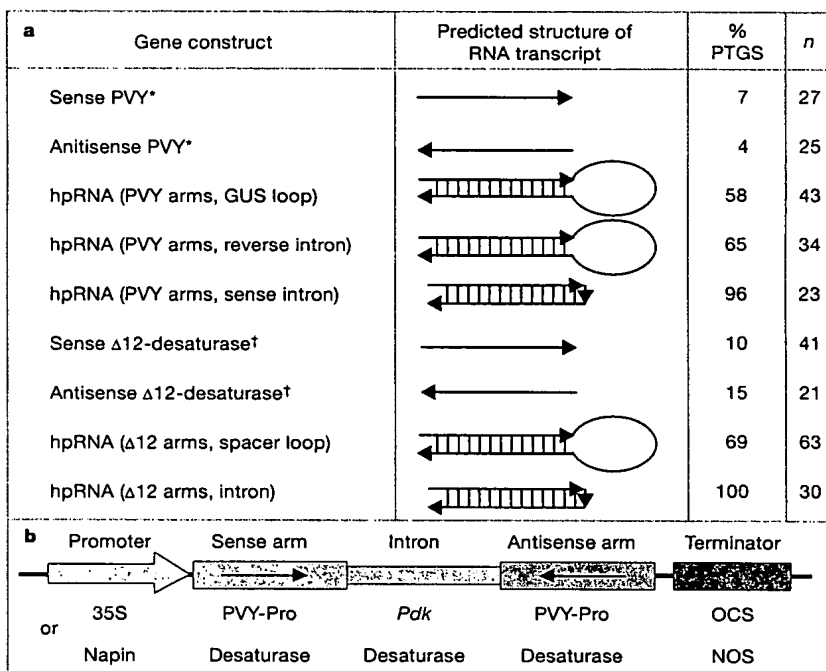 a
Gene construct Predicted structure of RNA transcript % PTGS n
Sense PVY* 7 27
Anitisense PVY* 4 25
hpRNA (PVY arms, GUS loop) 58 43
hpRNA (PVY arms, reverse intron) 65 34
hpRNA (PVY arms, sense intron) 96 23
Sense Δ12-desaturase† 10 41
Antisense Δ12-desaturase† 15 21
hpRNA (Δ12 arms, spacer loop) 69 63
hpRNA (Δ12 arms, intron) 100 30
b
Promoter Sense arm Intron Antisense arm Terminator
35S PVY-Pro Pdk PVY-Pro OCS
or
Napin Desaturase Desaturase Desaturase NOS